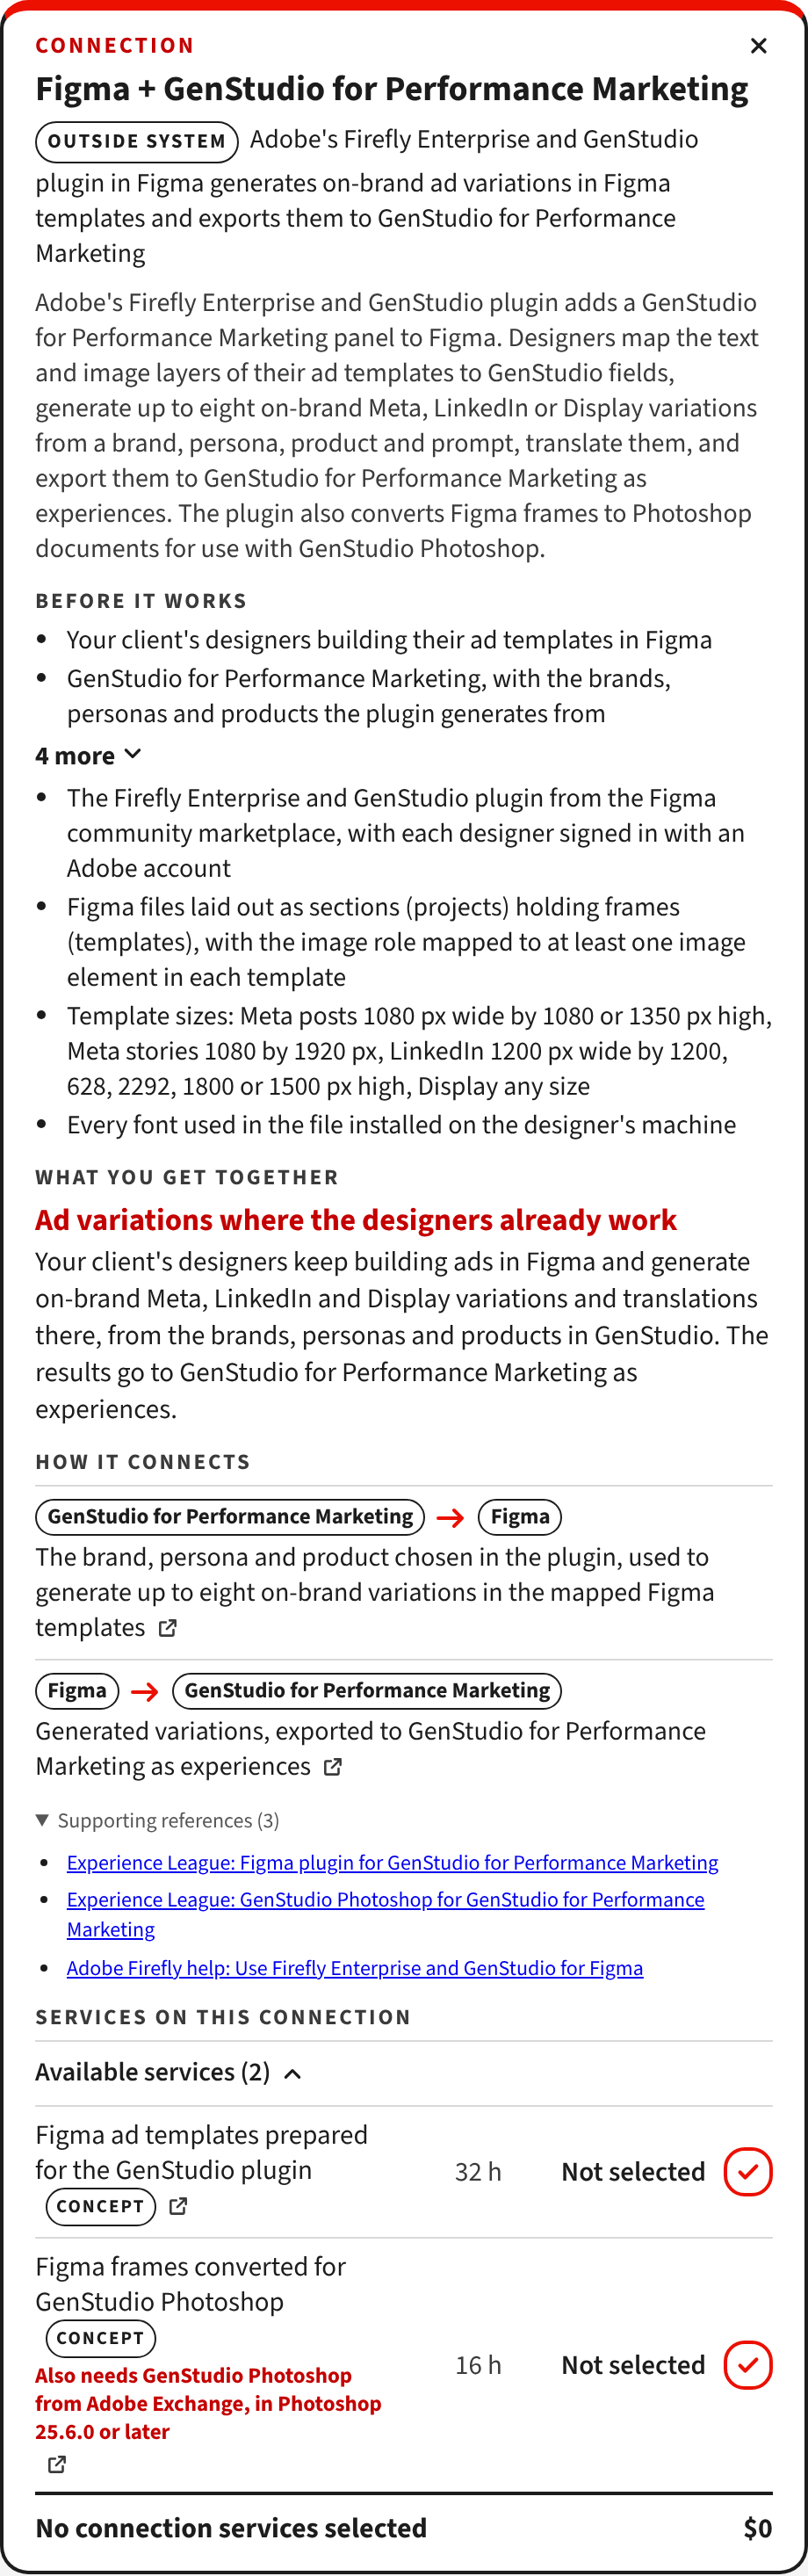 CONNECTION
Figma + GenStudio for Performance Marketing
OUTSIDE SYSTEM Adobe's Firefly Enterprise and GenStudio
plugin in Figma generates on-brand ad variations in Figma
templates and exports them to GenStudio for Performance
Marketing
Adobe's Firefly Enterprise and GenStudio plugin adds a GenStudio
for Performance Marketing panel to Figma. Designers map the text
and image layers of their ad templates to GenStudio fields,
generate up to eight on-brand Meta, LinkedIn or Display variations
from a brand, persona, product and prompt, translate them, and
export them to GenStudio for Performance Marketing as
experiences. The plugin also converts Figma frames to Photoshop
documents for use with GenStudio Photoshop.
BEFORE IT WORKS
• Your client's designers building their ad templates in Figma
• GenStudio for Performance Marketing, with the brands,
personas and products the plugin generates from
4 more
• The Firefly Enterprise and GenStudio plugin from the Figma
community marketplace, with each designer signed in with an
Adobe account
• Figma files laid out as sections (projects) holding frames
(templates), with the image role mapped to at least one image
element in each template
• Template sizes: Meta posts 1080 px wide by 1080 or 1350 px high,
Meta stories 1080 by 1920 px, LinkedIn 1200 px wide by 1200,
628, 2292, 1800 or 1500 px high, Display any size
• Every font used in the file installed on the designer's machine
WHAT YOU GET TOGETHER
Ad variations where the designers already work
Your client's designers keep building ads in Figma and generate
on-brand Meta, LinkedIn and Display variations and translations
there, from the brands, personas and products in GenStudio. The
results go to GenStudio for Performance Marketing as
experiences.
HOW IT CONNECTS
GenStudio for Performance Marketing → Figma
The brand, persona and product chosen in the plugin, used to
generate up to eight on-brand variations in the mapped Figma
templates
Figma → GenStudio for Performance Marketing
Generated variations, exported to GenStudio for Performance
Marketing as experiences
▼ Supporting references (3)
• Experience League: Figma plugin for GenStudio for Performance Marketing
• Experience League: GenStudio Photoshop for GenStudio for Performance
Marketing
• Adobe Firefly help: Use Firefly Enterprise and GenStudio for Figma
SERVICES ON THIS CONNECTION
Available services (2)
Figma ad templates prepared
for the GenStudio plugin
CONCEPT
32 h Not selected
Figma frames converted for
GenStudio Photoshop
CONCEPT
Also needs GenStudio Photoshop
from Adobe Exchange, in Photoshop
25.6.0 or later
16 h Not selected
No connection services selected $0